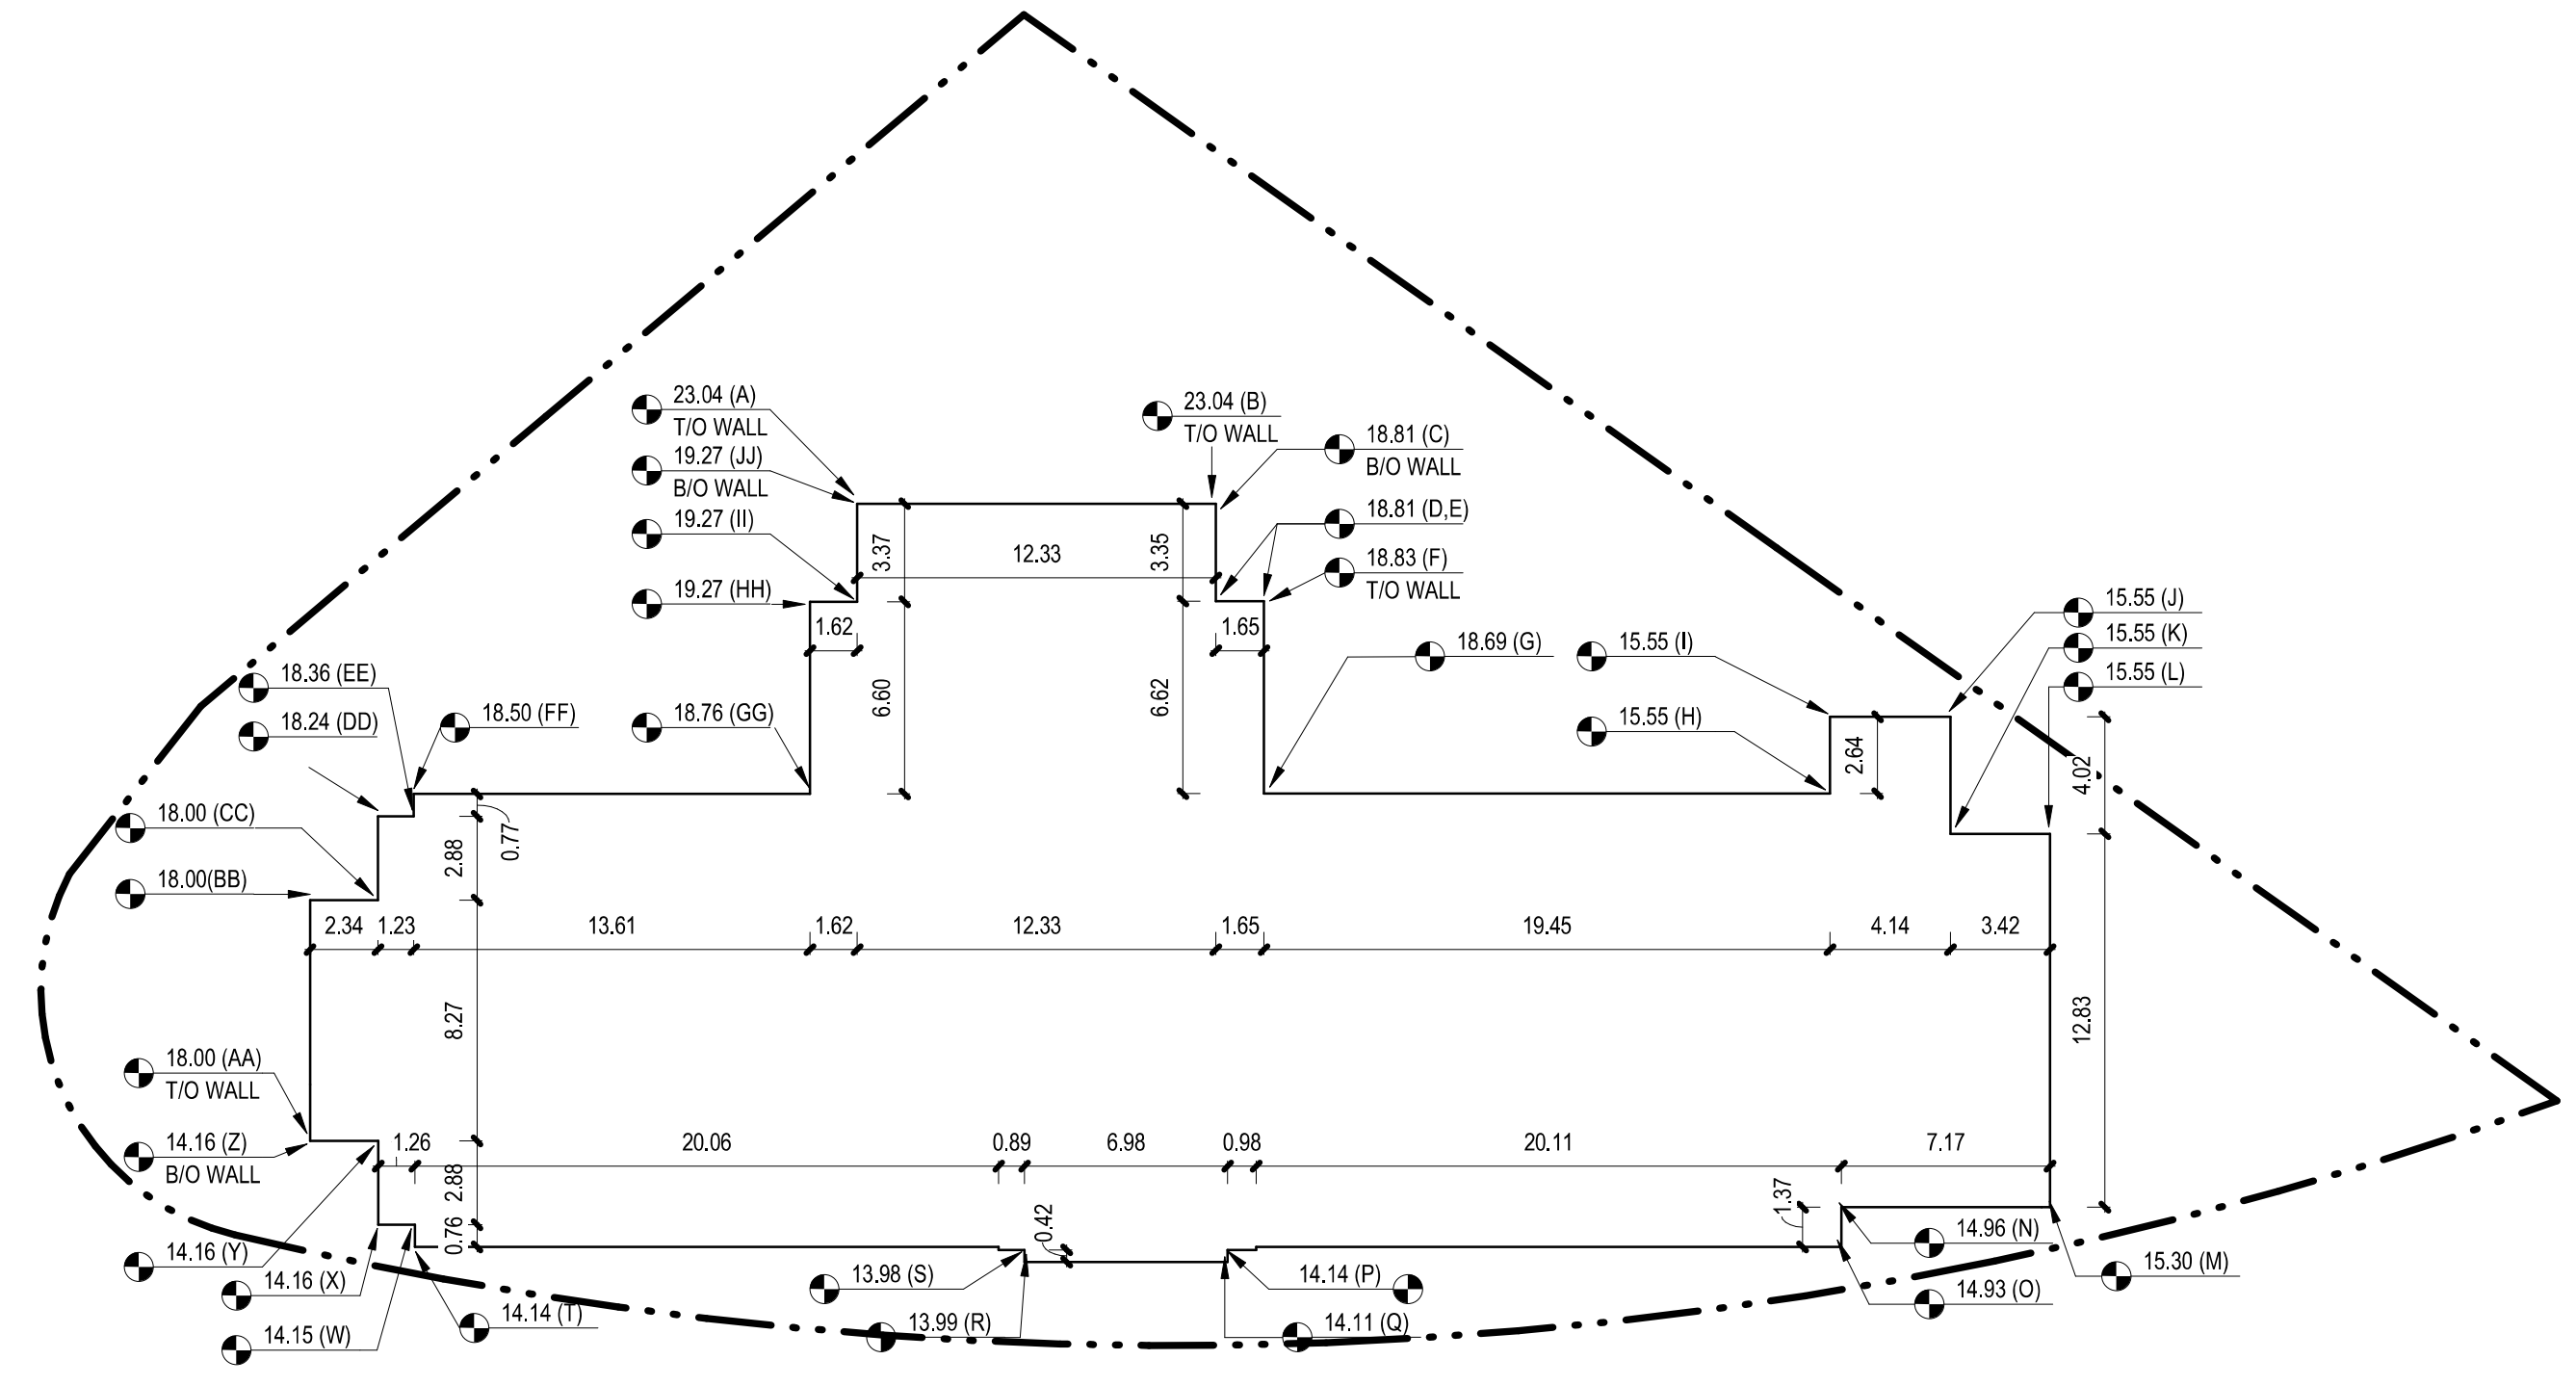 23.04 (A)
T/O WALL
19.27 (JJ)
B/O WALL
19.27 (II)
19.27 (HH)
23.04 (B)
T/O WALL
18.81 (C)
B/O WALL
18.81 (D,E)
18.83 (F)
T/O WALL
3.37
12.33
3.35
1.62
1.65
6.60
6.62
18.69 (G)
15.55 (I)
15.55 (H)
15.55 (J)
15.55 (K)
15.55 (L)
2.64
4.02
18.36 (EE)
18.24 (DD)
18.50 (FF)
18.76 (GG)
18.00 (CC)
18.00(BB)
0.77
2.88
2.34
1.23
13.61
1.62
12.33
1.65
19.45
4.14
3.42
8.27
12.83
18.00 (AA)
T/O WALL
14.16 (Z)
B/O WALL
1.26
20.06
0.89
6.98
0.98
20.11
7.17
2.88
0.76
0.42
1.37
14.16 (Y)
14.16 (X)
14.15 (W)
14.14 (T)
13.98 (S)
13.99 (R)
14.14 (P)
14.11 (Q)
14.96 (N)
14.93 (O)
15.30 (M)